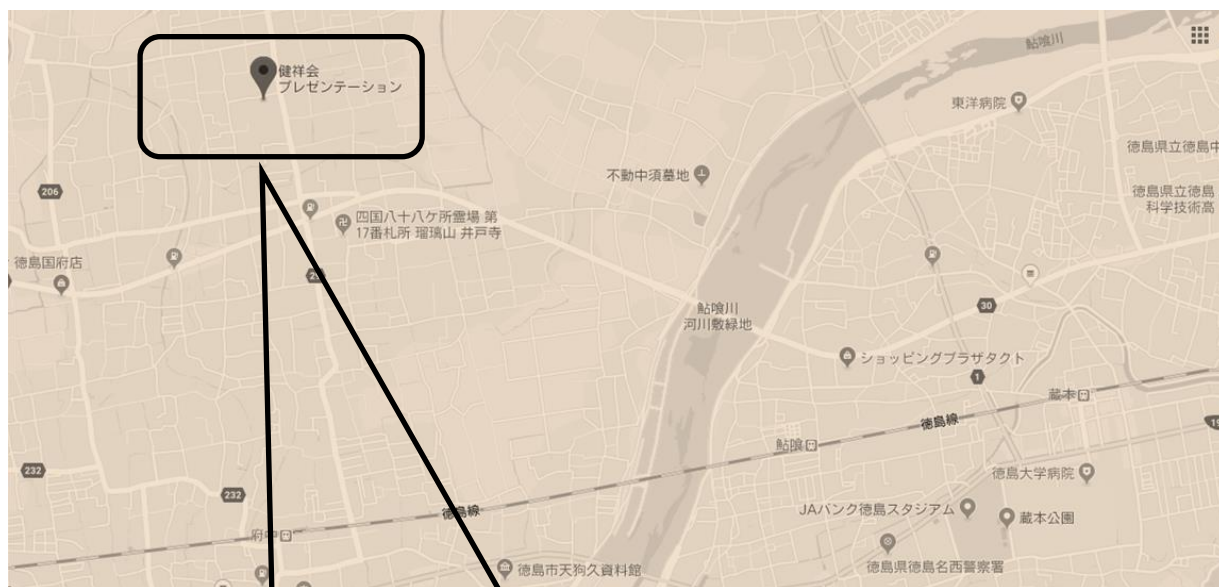 鮎喰川
健祥会
プレゼンテーション
東洋病院
徳島県立徳島中
206
不動中須墓地
徳島県立徳島
科学技術高
四国八十八ケ所霊場 第
17番札所 瑠璃山 井戸寺
徳島国府店
30
鮎喰川
河川敷緑地
ショッピングプラザタクト
1
蔵本
徳島線
19
鮎喰
232
徳島大学病院
232
徳島線
JAバンク徳島スタジアム
蔵本公園
府中
徳島市天狗久資料館
徳島県徳島名西警察署